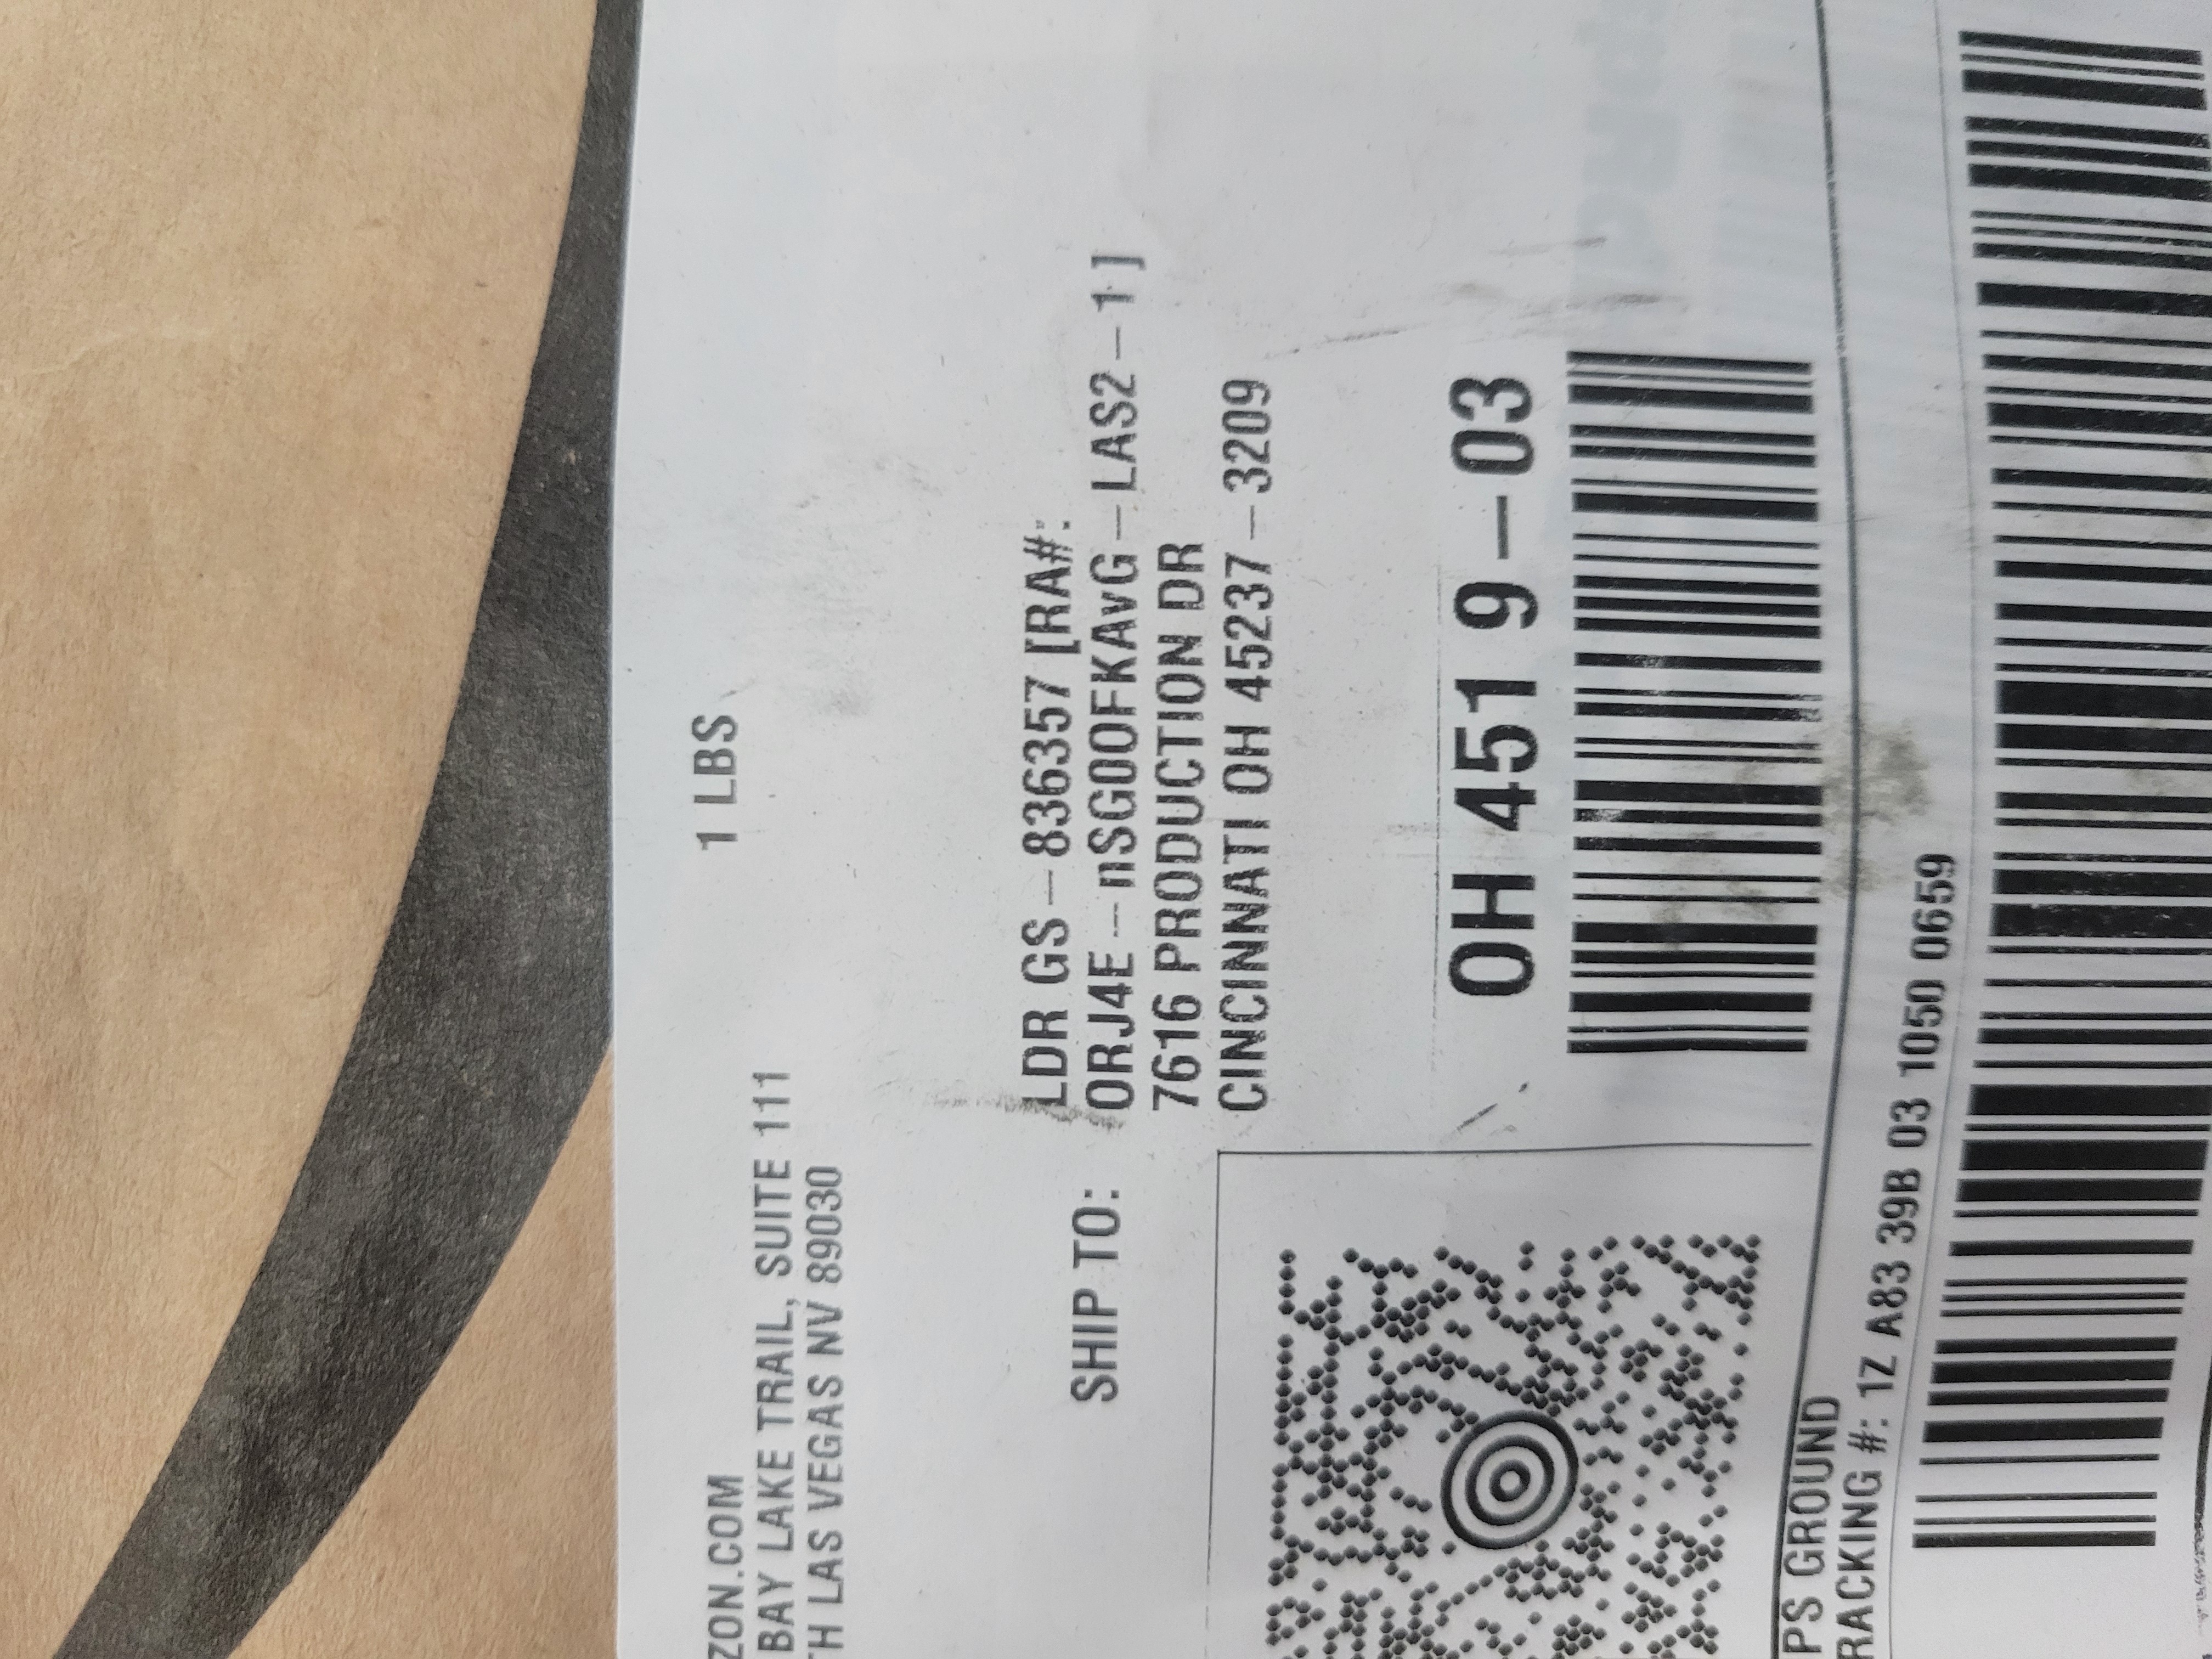 ZON.COM
BAY LAKE TRAIL, SUITE 111
TH LAS VEGAS NV 89030
1 LBS
SHIP TO:
LDR GS-836357 [RA#:
ORJ4E-nSG00FKAvG-LAS2-1]
7616 PRODUCTION DR
CINCINNATI OH 45237-3209
OH 451 9-03
PS GROUND
RACKING #: 1Z A83 39B 03 1050 0659